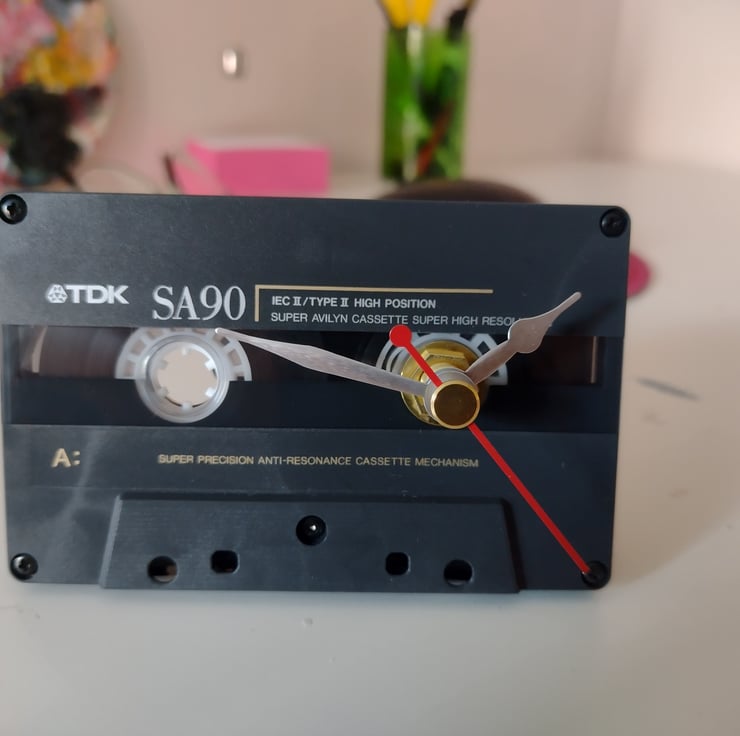 TDK SA90
IEC II/TYPE II HIGH POSITION
SUPER AVILYN CASSETTE SUPER HIGH
A:
SUPER PRECISION ANTI-RESONANCE CASSETTE MECHANISM